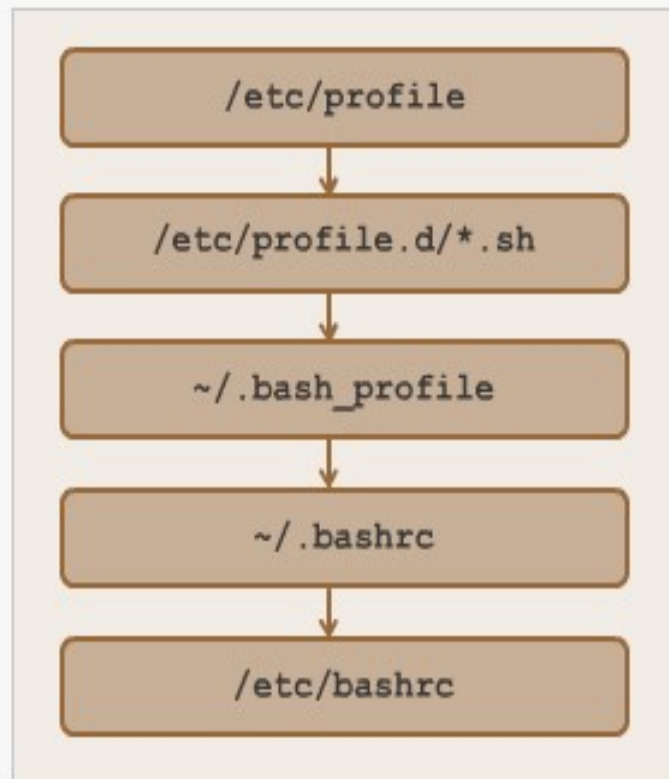 /etc/profile
/etc/profile.d/*.sh
~/.bash_profile
~/.bashrc
/etc/bashrc